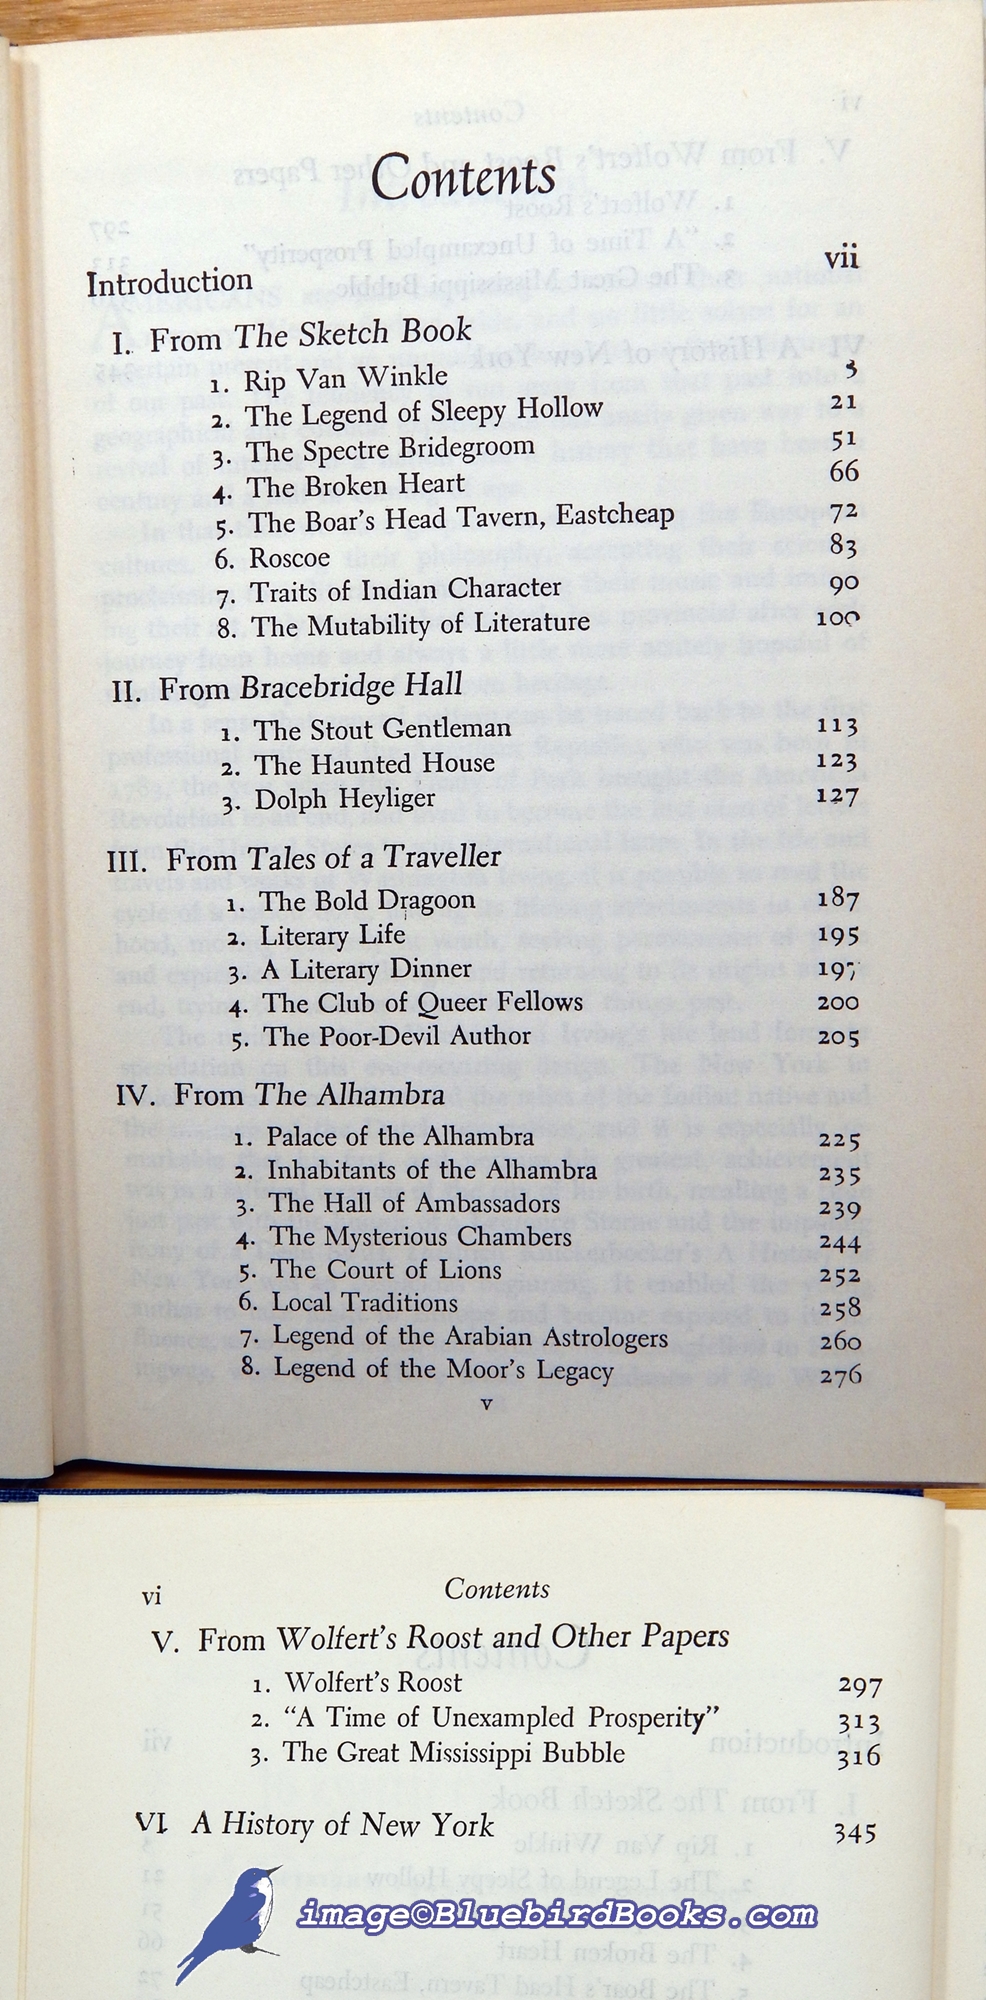 Contents
Introduction vii
I. From The Sketch Book
1. Rip Van Winkle 3
2. The Legend of Sleepy Hollow 21
3. The Spectre Bridegroom 51
4. The Broken Heart 66
5. The Boar's Head Tavern, Eastcheap 72
6. Roscoe 83
7. Traits of Indian Character 90
8. The Mutability of Literature 100
II. From Bracebridge Hall
1. The Stout Gentleman 113
2. The Haunted House 123
3. Dolph Heyliger 127
III. From Tales of a Traveller
1. The Bold Dragoon 187
2. Literary Life 195
3. A Literary Dinner 197
4. The Club of Queer Fellows 200
5. The Poor-Devil Author 205
IV. From The Alhambra
1. Palace of the Alhambra 225
2. Inhabitants of the Alhambra 235
3. The Hall of Ambassadors 239
4. The Mysterious Chambers 244
5. The Court of Lions 252
6. Local Traditions 258
7. Legend of the Arabian Astrologers 260
8. Legend of the Moor's Legacy 276
v
vi Contents
V. From Wolfert's Roost and Other Papers
1. Wolfert's Roost 297
2. "A Time of Unexampled Prosperity" 313
3. The Great Mississippi Bubble 316
VI A History of New York 345
image©BluebirdBooks.com